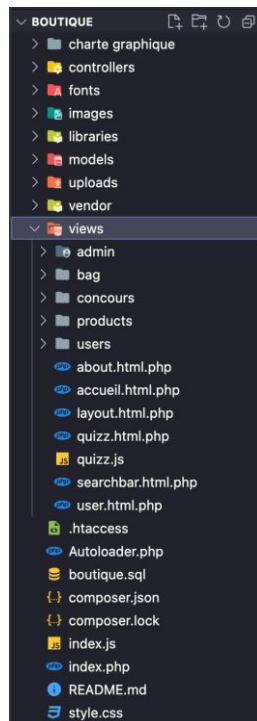 BOUTIQUE
charte graphique
controllers
fonts
images
libraries
models
uploads
vendor
views
admin
bag
concours
products
users
about.html.php
accueil.html.php
layout.html.php
quizz.html.php
JS quizz.js
searchbar.html.php
user.html.php
.htaccess
Autoloader.php
boutique.sql
{..} composer.json
{..} composer.lock
JS index.js
index.php
README.md
style.css